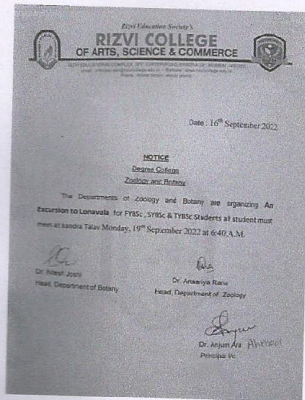 Rizvi Education Society's
RIZVI COLLEGE
OF ARTS, SCIENCE & COMMERCE
Date : 16th September 2022
NOTICE
Degree College
Zoology and Botany
The Departments of Zoology and Botany are organizing An
Excursion to Lonavala for FYBSc, SYBSc & TYBSc Students all student must
meet at bandra Talav Monday, 19th September 2022 at 6:40 A.M.
Dr. Nilesh Joshi
Head, Department of Botany
Head, Department of Zoology
Dr. Anjum Ara Ahmad
Principal I/c